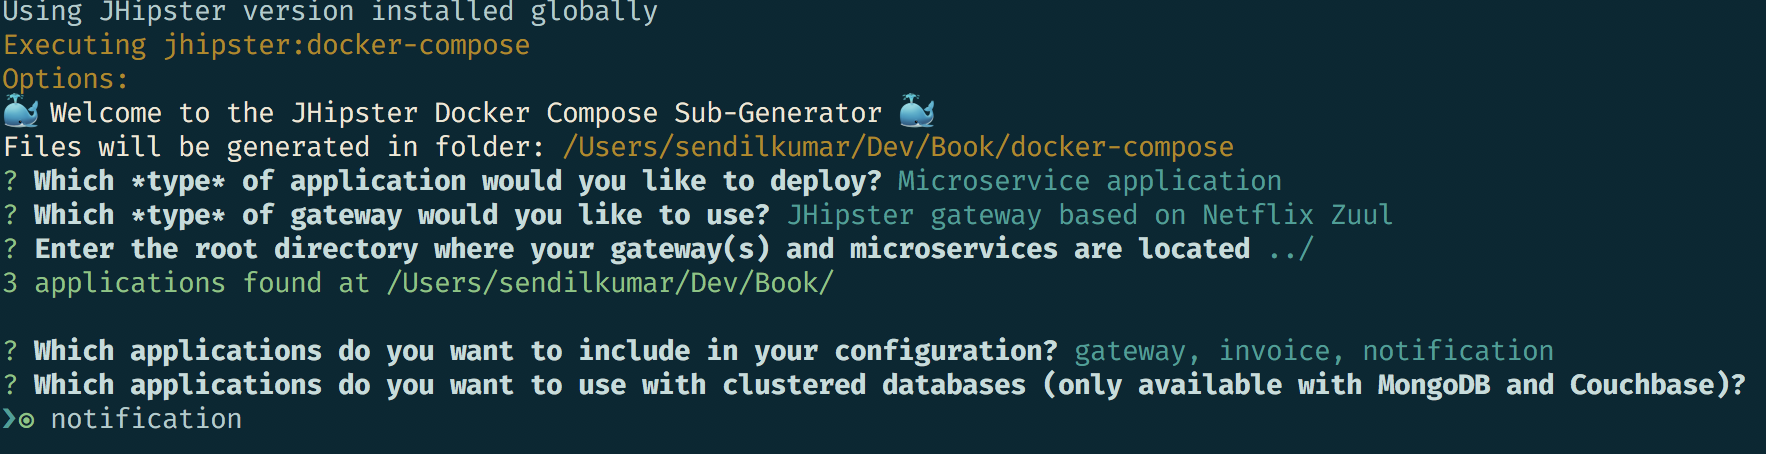 Using JHipster version installed globally
Executing jhipster:docker-compose
Options:
🐳 Welcome to the JHipster Docker Compose Sub-Generator 🐳
Files will be generated in folder: /Users/sendilkumar/Dev/Book/docker-compose
? Which *type* of application would you like to deploy? Microservice application
? Which *type* of gateway would you like to use? JHipster gateway based on Netflix Zuul
? Enter the root directory where your gateway(s) and microservices are located ../
3 applications found at /Users/sendilkumar/Dev/Book/
? Which applications do you want to include in your configuration? gateway, invoice, notification
? Which applications do you want to use with clustered databases (only available with MongoDB and Couchbase)?
❯◉ notification